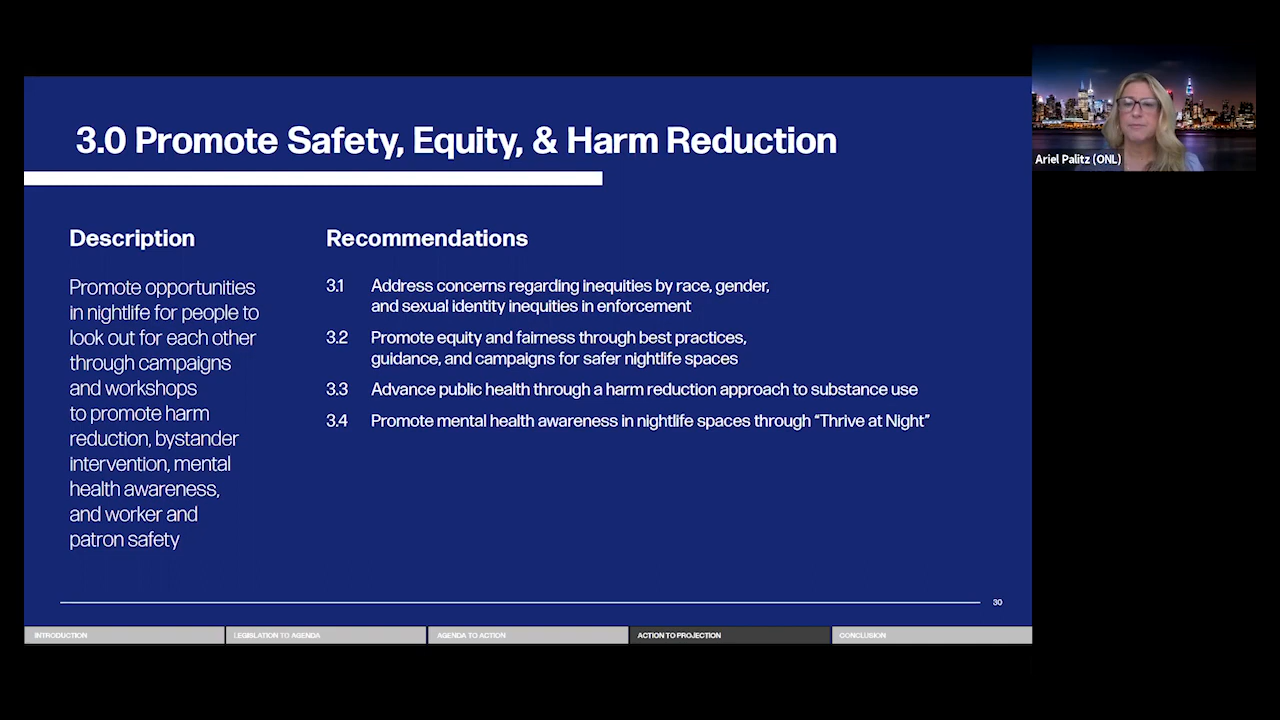 3.0 Promote Safety, Equity, & Harm Reduction
Ariel Palitz (ONL)
Description
Promote opportunities
in nightlife for people to
look out for each other
through campaigns
and workshops
to promote harm
reduction, bystander
intervention, mental
health awareness,
and worker and
patron safety
Recommendations
3.1 Address concerns regarding inequities by race, gender,
and sexual identity inequities in enforcement
3.2 Promote equity and fairness through best practices,
guidance, and campaigns for safer nightlife spaces
3.3 Advance public health through a harm reduction approach to substance use
3.4 Promote mental health awareness in nightlife spaces through “Thrive at Night”
30
INTRODUCTION
LEGISLATION TO AGENDA
AGENDA TO ACTION
ACTION TO PROJECTION
CONCLUSION